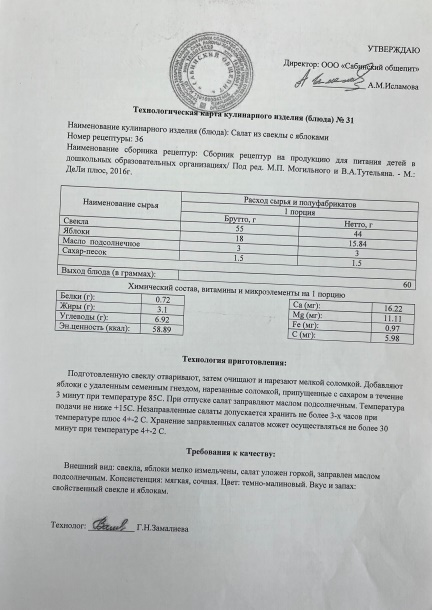 УТВЕРЖДАЮ
Директор: ООО «Сабинский общепит»
А.М.Исламова
Технологическая карта кулинарного изделия (блюда) № 31
Наименование кулинарного изделия (блюда): Салат из свеклы с яблоками
Номер рецептуры: 36
Наименование сборника рецептур: Сборник рецептур на продукцию для питания детей в
дошкольных образовательных организациях/ Под ред. М.П. Могильного и В.А.Тутельяна. - М.:
ДеЛи плюс, 2016г.
Наименование сырья
Расход сырья и полуфабрикатов
1 порция
Брутто, г
Нетто, г
Свекла 55 44
Яблоки 18 15.84
Масло подсолнечное 3 3
Сахар-песок 1.5 1.5
Выход блюда (в граммах): 60
Химический состав, витамины и микроэлементы на 1 порцию
Белки (г): 0.72
Жиры (г): 3.1
Углеводы (г): 6.92
Эн.ценность (ккал): 58.89
Ca (мг): 16.22
Mg (мг): 11.11
Fe (мг): 0.97
C (мг): 5.98
Технология приготовления:
Подготовленную свеклу отваривают, затем очищают и нарезают мелкой соломкой. Добавляют
яблоки с удаленным семенным гнездом, нарезанные соломкой, припущенные с сахаром в течение
3 минут при температуре 85С. При отпуске салат заправляют маслом подсолнечным. Температура
подачи не ниже +15С. Незаправленные салаты допускается хранить не более 3-х часов при
температуре плюс 4+-2 С. Хранение заправленных салатов может осуществляться не более 30
минут при температуре 4+-2 С.
Требования к качеству:
Внешний вид: свекла, яблоки мелко измельчены, салат уложен горкой, заправлен маслом
подсолнечным. Консистенция: мягкая, сочная. Цвет: темно-малиновый. Вкус и запах:
свойственный свекле и яблокам.
Технолог: Г.Н.Замалиева